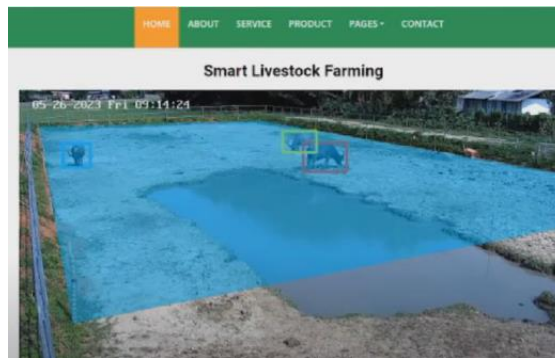 HOME ABOUT SERVICE PRODUCT PAGES CONTACT
Smart Livestock Farming
05-26-2023 Fri 09:14:24